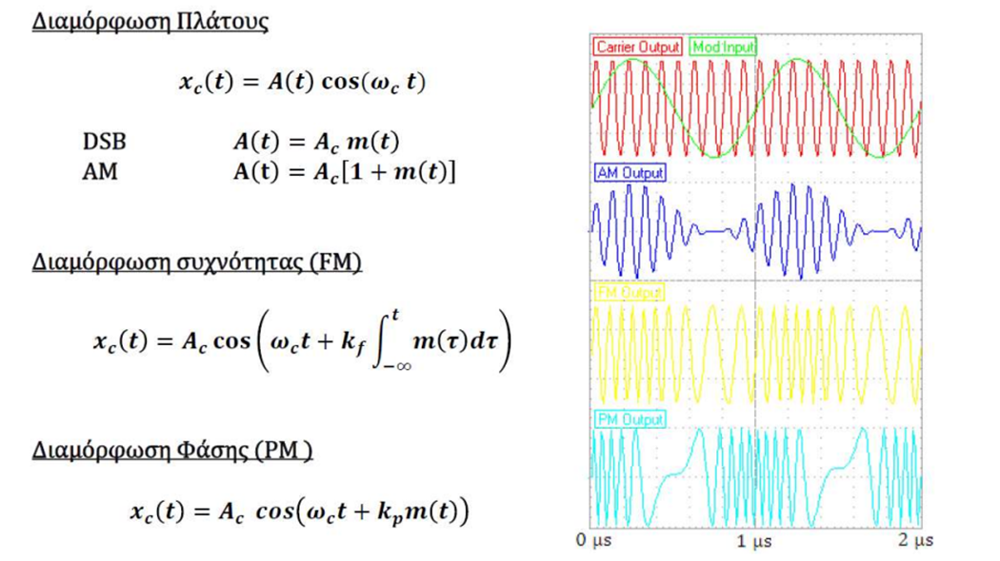 Διαμόρφωση Πλάτους
x_c(t) = A(t) cos(ω_c t)
DSB A(t) = A_c m(t)
AM A(t) = A_c[1 + m(t)]
Διαμόρφωση συχνότητας (FM)
x_c(t) = A_c cos(ω_c t + k_f ∫_{-∞}^{t} m(τ)dτ)
Διαμόρφωση Φάσης (PM )
x_c(t) = A_c cos(ω_c t + k_p m(t))
Carrier Output Mod Input
AM Output
FM Output
PM Output
0 μs 1 μs 2 μs